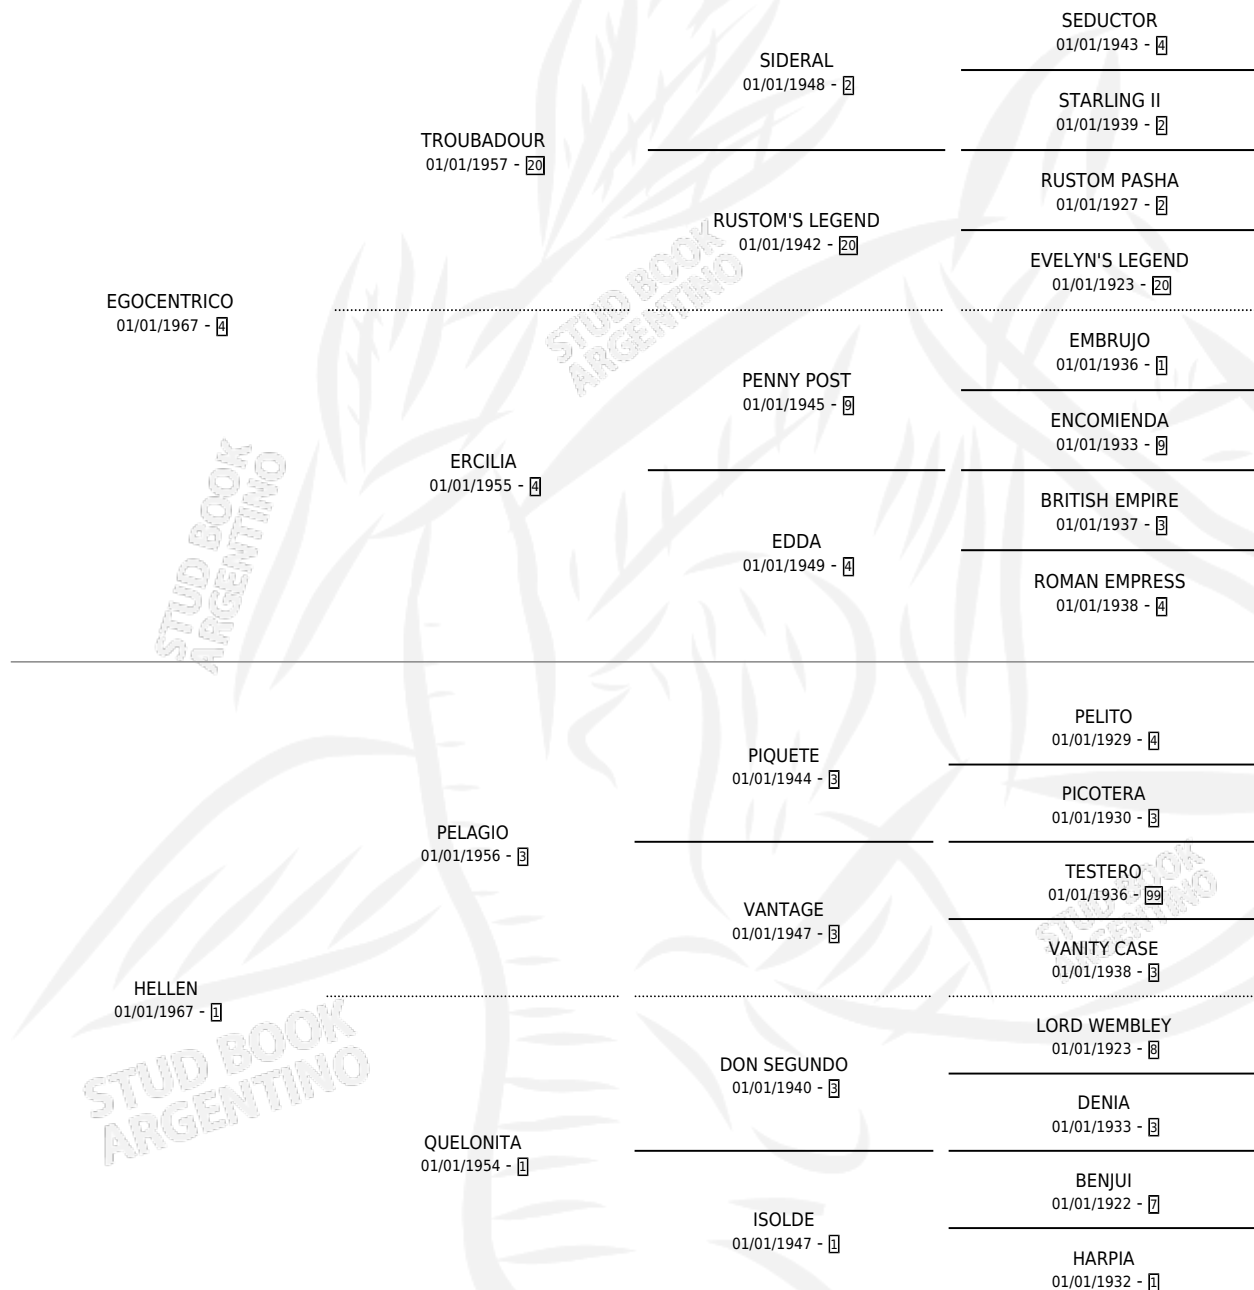 SEDUCTOR
01/01/1943 - 4
SIDERAL
01/01/1948 - 2
STARLING II
01/01/1939 - 2
TROUBADOUR
01/01/1957 - 20
RUSTOM PASHA
01/01/1927 - 2
RUSTOM'S LEGEND
01/01/1942 - 20
EVELYN'S LEGEND
01/01/1923 - 20
EGOCENTRICO
01/01/1967 - 4
EMBRUJO
01/01/1936 - 1
PENNY POST
01/01/1945 - 9
ENCOMIENDA
01/01/1933 - 9
ERCILIA
01/01/1955 - 4
BRITISH EMPIRE
01/01/1937 - 3
EDDA
01/01/1949 - 4
ROMAN EMPRESS
01/01/1938 - 4
PELITO
01/01/1929 - 4
PIQUETE
01/01/1944 - 3
PICOTERA
01/01/1930 - 3
PELAGIO
01/01/1956 - 3
TESTERO
01/01/1936 - 99
VANTAGE
01/01/1947 - 3
VANITY CASE
01/01/1938 - 3
HELLEN
01/01/1967 - 1
LORD WEMBLEY
01/01/1923 - 8
DON SEGUNDO
01/01/1940 - 3
DENIA
01/01/1933 - 3
QUELONITA
01/01/1954 - 1
BENJUI
01/01/1922 - 7
ISOLDE
01/01/1947 - 1
HARPIA
01/01/1932 - 1
STUD BOOK
ARGENTINO
STUD BOOK
ARGENTINO
STUD BOOK
ARGENTINO
STUD BOOK
ARGENTINO